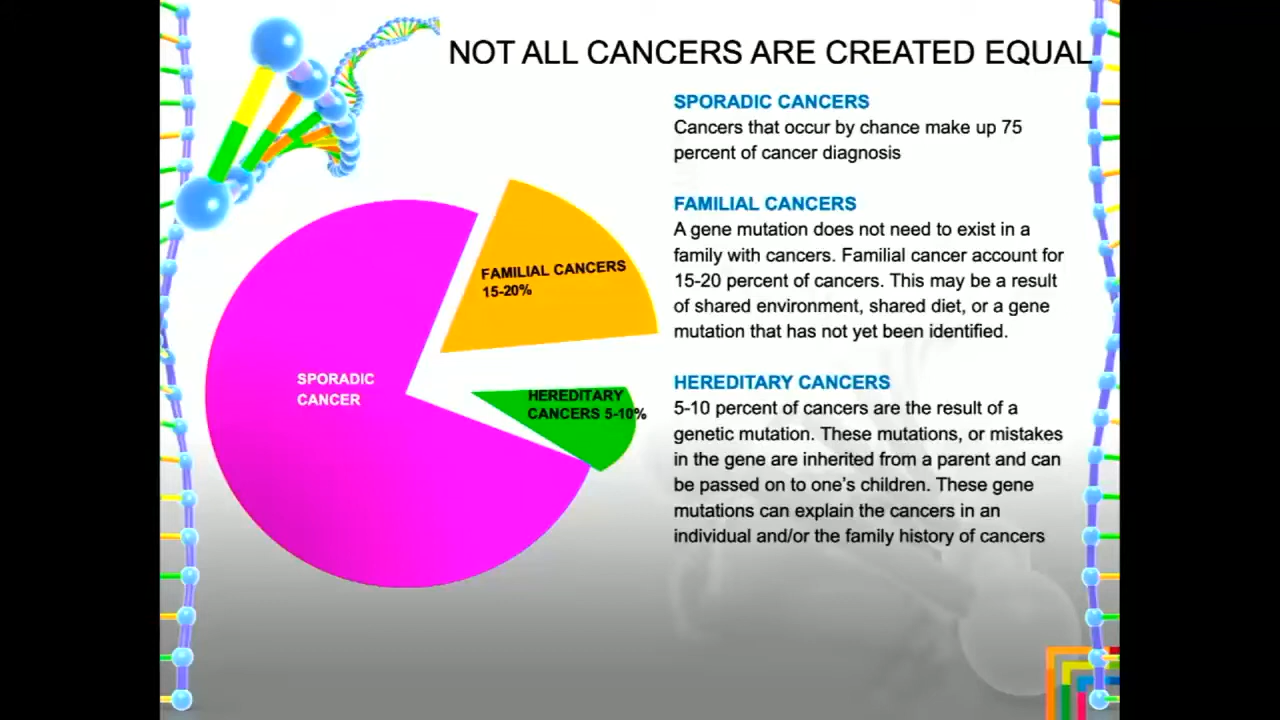 NOT ALL CANCERS ARE CREATED EQUAL
SPORADIC CANCERS
Cancers that occur by chance make up 75
percent of cancer diagnosis
FAMILIAL CANCERS
A gene mutation does not need to exist in a
family with cancers. Familial cancer account for
15-20 percent of cancers. This may be a result
of shared environment, shared diet, or a gene
mutation that has not yet been identified.
HEREDITARY CANCERS
5-10 percent of cancers are the result of a
genetic mutation. These mutations, or mistakes
in the gene are inherited from a parent and can
be passed on to one's children. These gene
mutations can explain the cancers in an
individual and/or the family history of cancers
FAMILIAL CANCERS
15-20%
SPORADIC
CANCER
HEREDITARY
CANCERS 5-10%